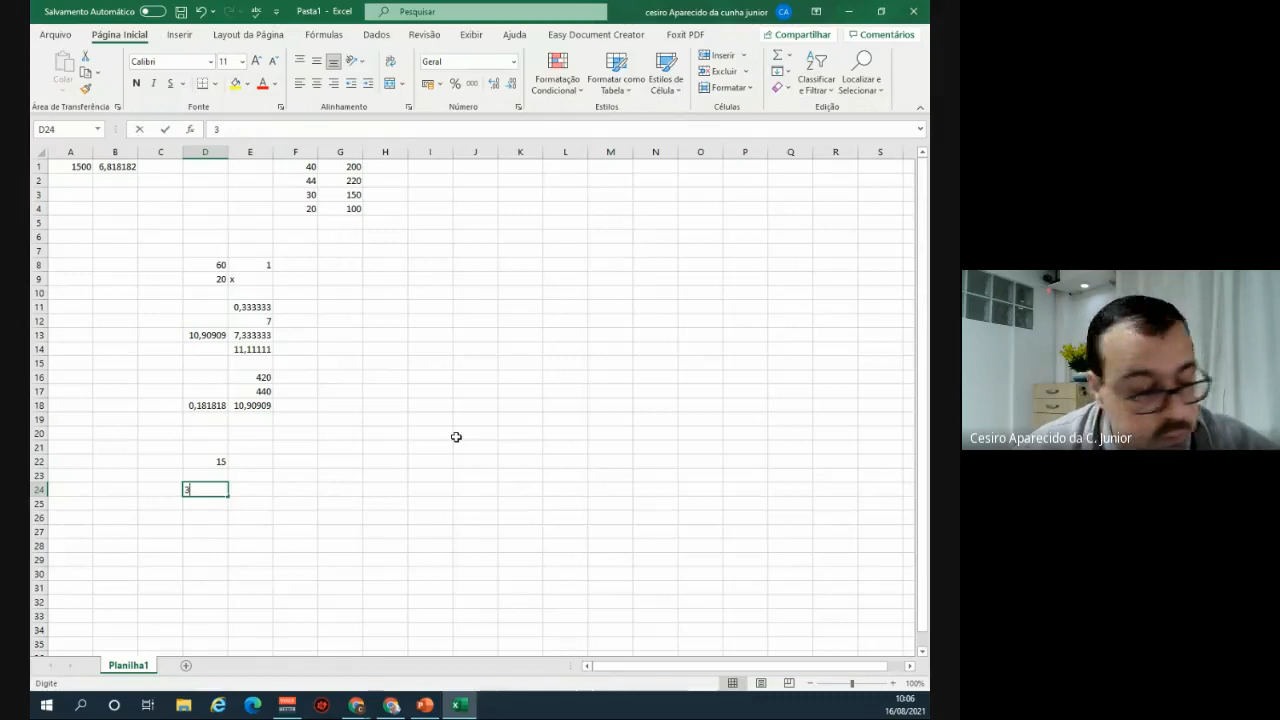 Salvamento Automático Pasta1 - Excel Pesquisar cesiro Aparecido da cunha junior CA
Arquivo Página Inicial Inserir Layout da Página Fórmulas Dados Revisão Exibir Ajuda Easy Document Creator Foxit PDF Compartilhar Comentários
Colar Calibri 11 Geral Formatação Condicional Formatar como Tabela Estilos de Célula Inserir Excluir Formatar Classificar e Filtrar Localizar e Selecionar
N I S % 000
Área de Transferência Fonte Alinhamento Número Estilos Células Edição
D24 fx 3
A B C D E F G H I J K L M N O P Q R S
1 1500 6,818182 40 200
2 44 220
3 30 150
4 20 100
5
6
7
8 60 1
9 20 x
10
11 0,333333
12 7
13 10,90909 7,333333
14 11,11111
15
16 420
17 440
18 0,181818 10,90909
19
20
21
22 15
23
24 3
25
26
27
28
29
30
31
32
33
34
35
Planilha1
Digite 100%
10:06
16/08/2021
Cesiro Aparecido da C. Junior